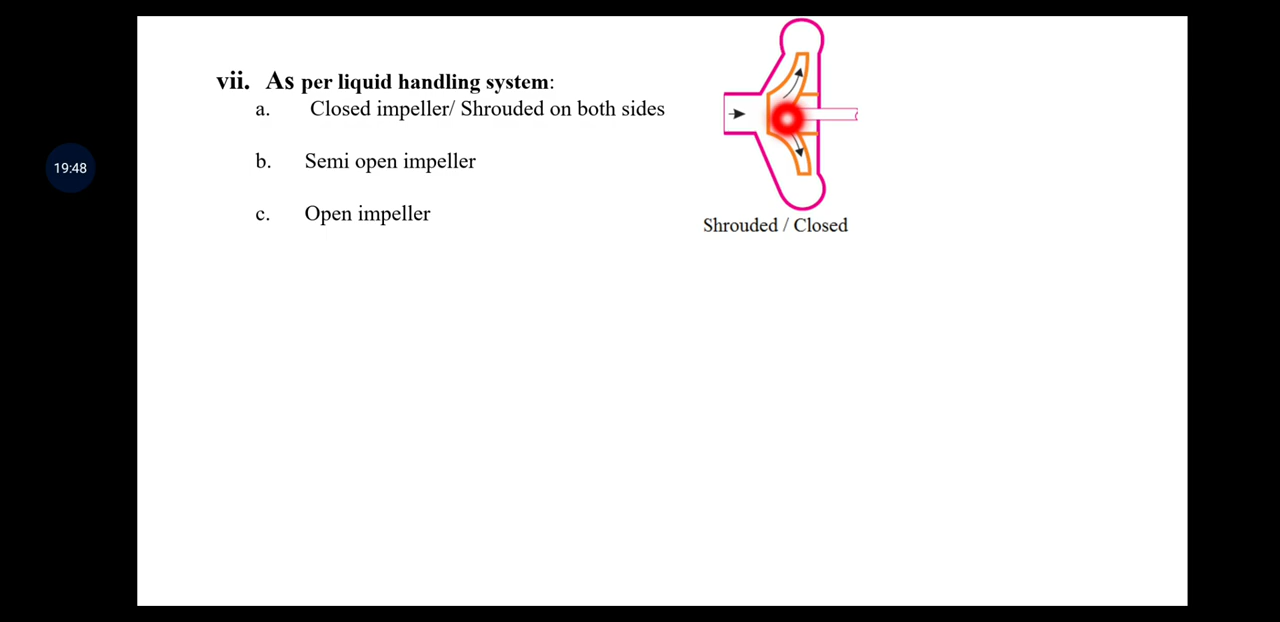 vii. As per liquid handling system:
a. Closed impeller/ Shrouded on both sides
b. Semi open impeller
c. Open impeller
Shrouded / Closed
19:48